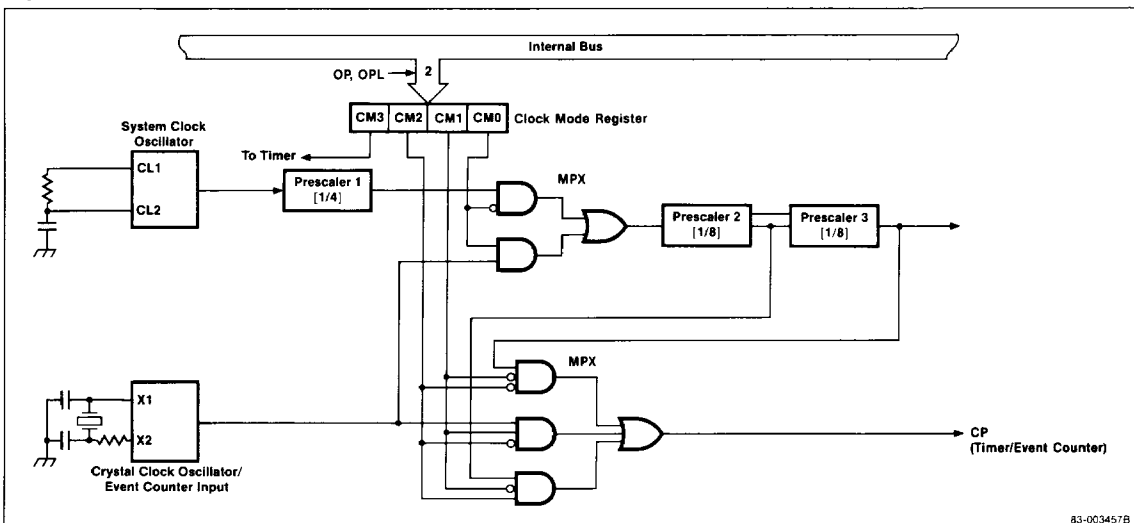 Internal Bus
OP, OPL
2
CM3 CM2 CM1 CM0
Clock Mode Register
System Clock
Oscillator
CL1
CL2
To Timer
Prescaler 1
[1/4]
MPX
Prescaler 2
[1/8]
Prescaler 3
[1/8]
MPX
X1
X2
Crystal Clock Oscillator/
Event Counter Input
CP
(Timer/Event Counter)
83-003457B